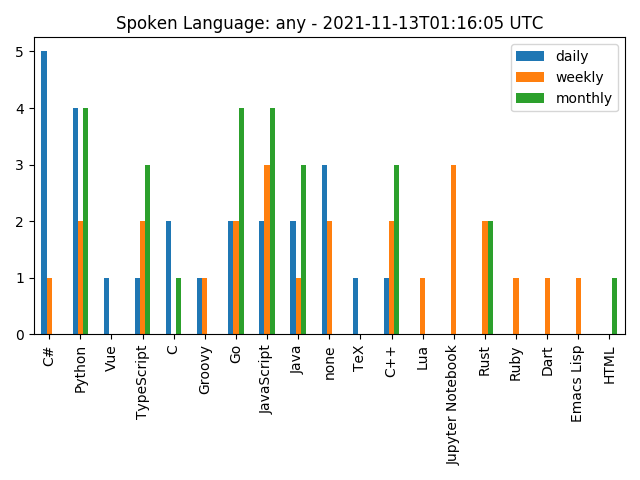 Spoken Language: any - 2021-11-13T01:16:05 UTC
daily
weekly
monthly
5
4
3
2
1
0
C#
Python
Vue
TypeScript
C
Groovy
Go
JavaScript
Java
none
TeX
C++
Lua
Jupyter Notebook
Rust
Ruby
Dart
Emacs Lisp
HTML